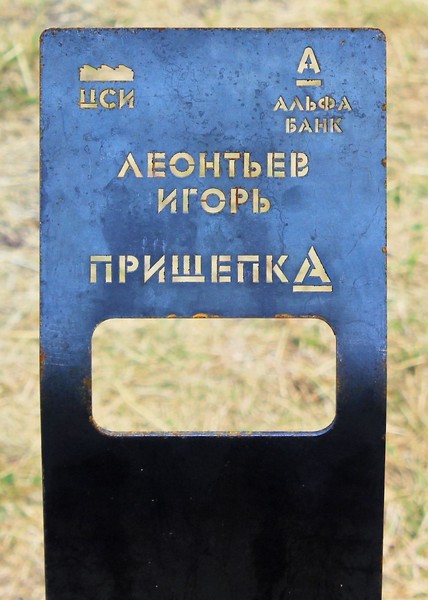 ЦСИ
А
АЛЬФА
БАНК
ЛЕОНТЬЕВ
ИГОРЬ
ПРИЩЕПКА